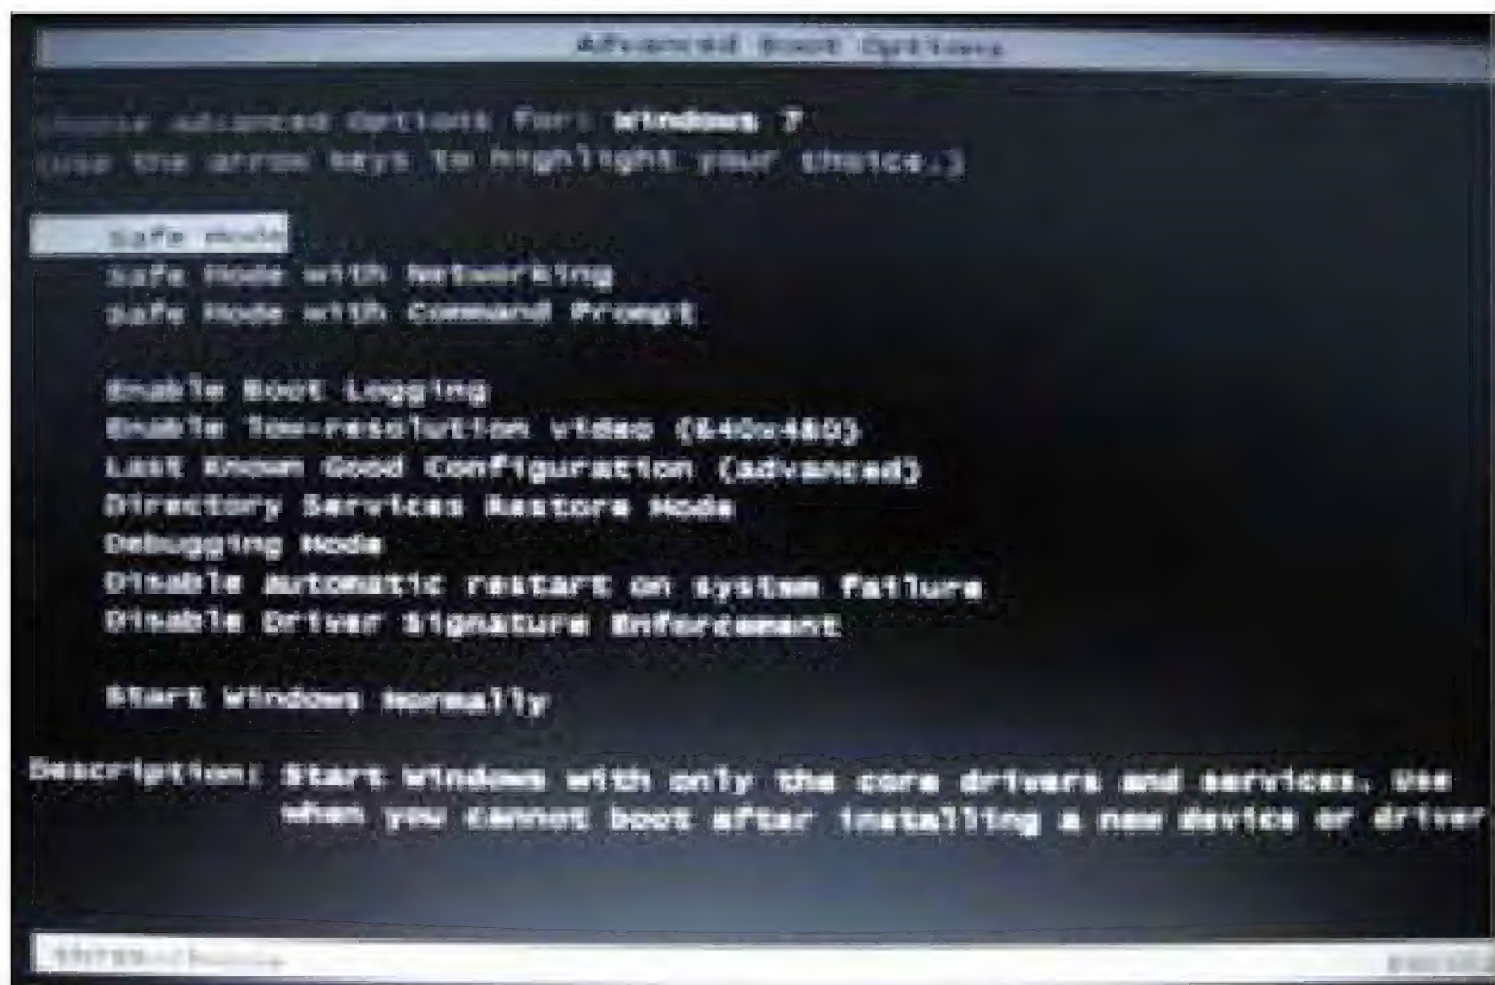 Advanced Boot Options
Choose Advanced Options for: Windows 7
(Use the arrow keys to highlight your choice.)
Safe Mode
Safe Mode with Networking
Safe Mode with Command Prompt
Enable Boot Logging
Enable low-resolution video (640x480)
Last Known Good Configuration (advanced)
Directory Services Restore Mode
Debugging Mode
Disable automatic restart on system failure
Disable Driver Signature Enforcement
Start Windows Normally
Description: Start Windows with only the core drivers and services. Use
when you cannot boot after installing a new device or driver
ENTER=Choose